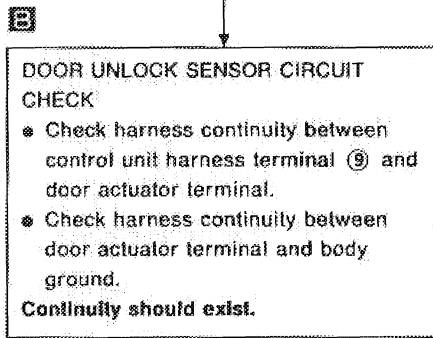 B
DOOR UNLOCK SENSOR CIRCUIT
CHECK
● Check harness continuity between
control unit harness terminal ⑨ and
door actuator terminal.
● Check harness continuity between
door actuator terminal and body
ground.
Continuity should exist.